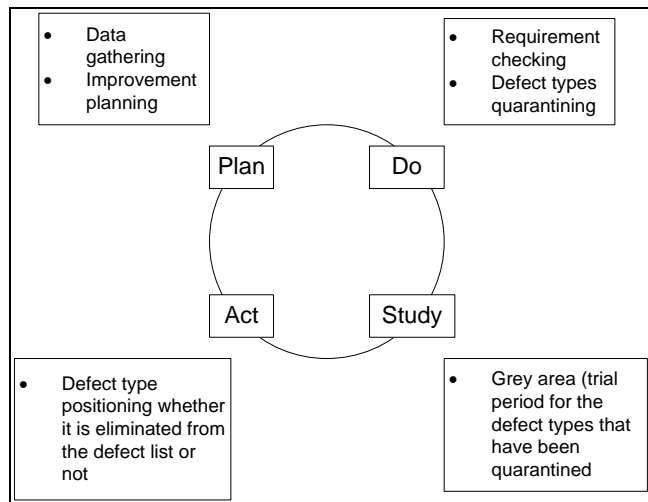 • Data
gathering
• Improvement
planning
• Requirement
checking
• Defect types
quarantining
Plan
Do
Act
Study
• Defect type
positioning whether
it is eliminated from
the defect list or
not
• Grey area (trial
period for the
defect types that
have been
quarantined